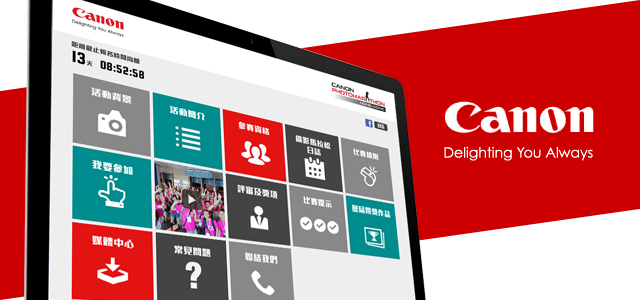 Canon
Delighting You Always
距離截止報名時間尚餘
13天 08:52:58
CANON
PHOTOMARATHON
活動背景
活動簡介
參賽資格
攝影馬拉松
日誌
比賽細則
我要參加
評審及獎項
比賽提示
歷屆得獎作品
媒體中心
常見問題
聯絡我們
Canon
Delighting You Always